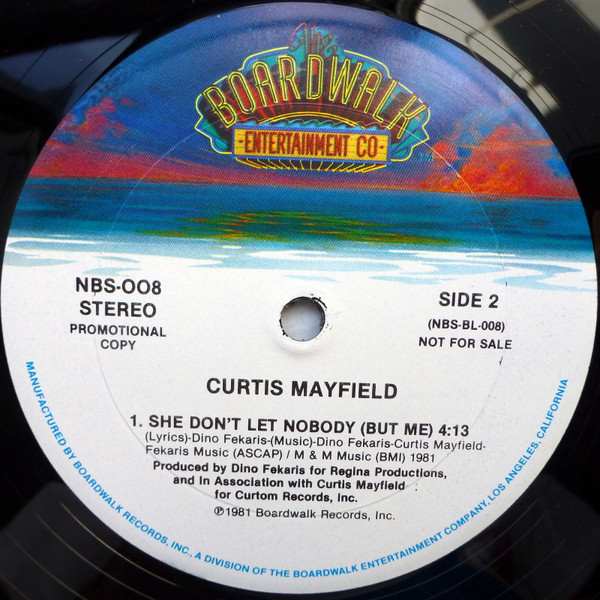 The
BOARDWALK
-ENTERTAINMENT CO-
TM
NBS-008
STEREO
PROMOTIONAL
COPY
SIDE 2
(NBS-BL-008)
NOT FOR SALE
CURTIS MAYFIELD
1. SHE DON'T LET NOBODY (BUT ME) 4:13
(Lyrics)-Dino Fekaris-(Music)-Dino Fekaris-Curtis Mayfield-
Fekaris Music (ASCAP) / M & M Music (BMI) 1981
Produced by Dino Fekaris for Regina Productions,
and In Association with Curtis Mayfield
for Curtom Records, Inc.
℗1981 Boardwalk Records, Inc.
MANUFACTURED BY BOARDWALK RECORDS, INC., A DIVISION OF THE BOARDWALK ENTERTAINMENT COMPANY, LOS ANGELES, CALIFORNIA